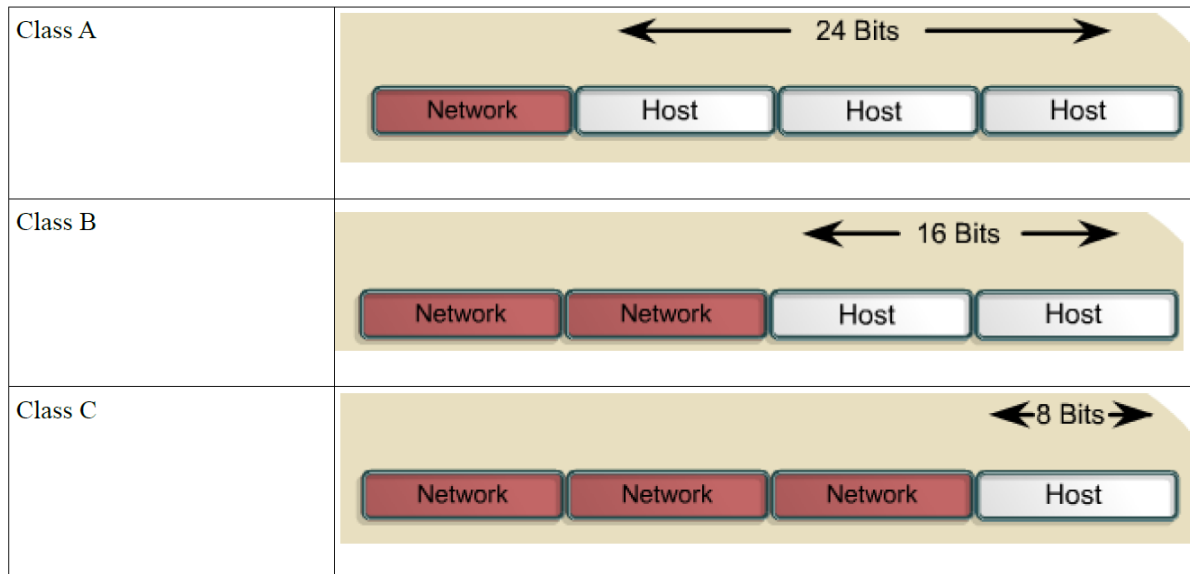 Class A
24 Bits
Network Host Host Host
Class B
16 Bits
Network Network Host Host
Class C
8 Bits
Network Network Network Host